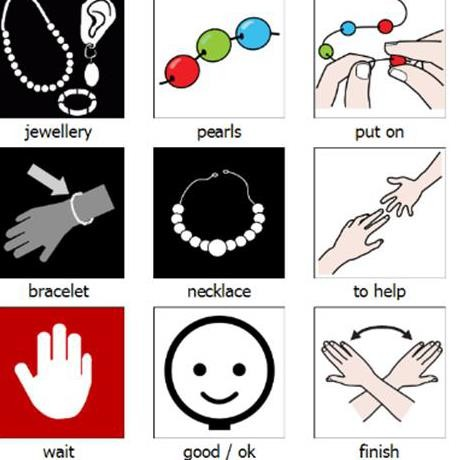 jewellery
pearls
put on
bracelet
necklace
to help
wait
good / ok
finish